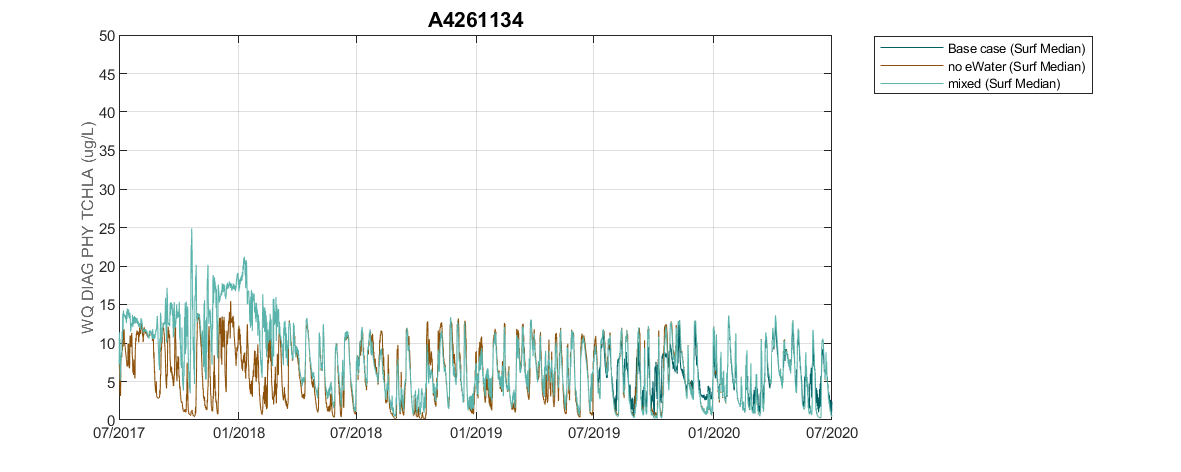 A4261134
50
45
40
35
30
25
20
15
10
5
0
WQ DIAG PHY TCHLA (ug/L)
07/2017 01/2018 07/2018 01/2019 07/2019 01/2020 07/2020
Base case (Surf Median)
no eWater (Surf Median)
mixed (Surf Median)